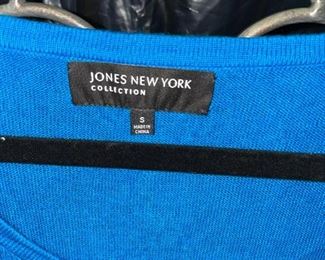 JONES NEW YORK
COLLECTION
S
MADE IN
CHINA